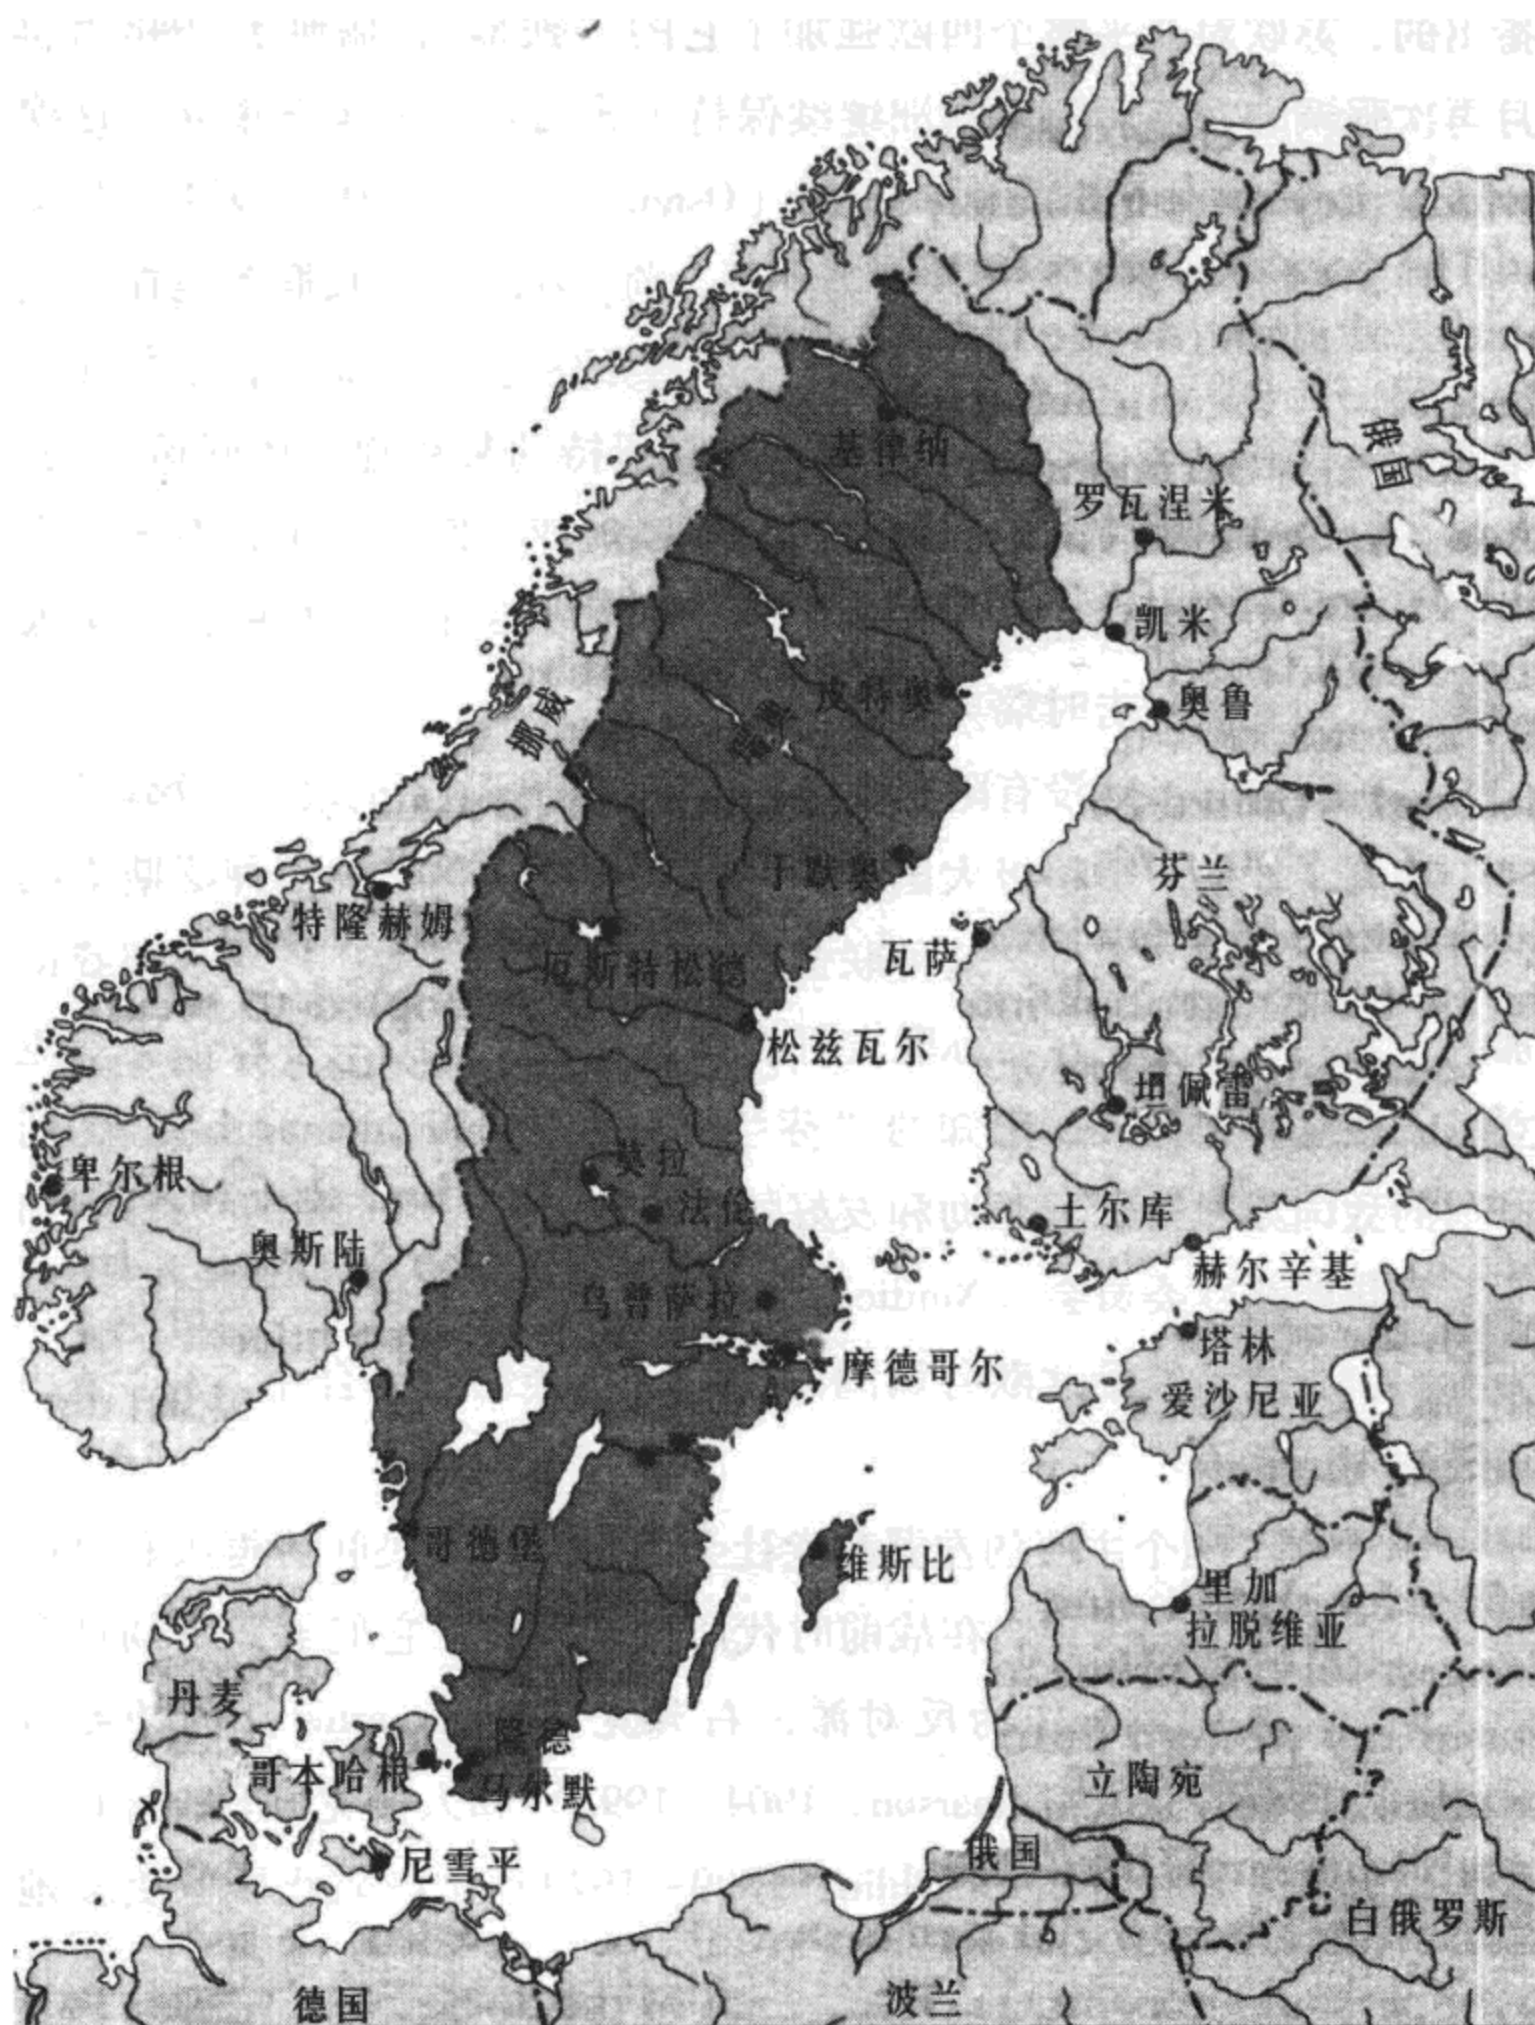 俄国
基律纳
罗瓦涅米
凯米
皮特奥
奥鲁
挪威
瑞典
于默奥
芬兰
特隆赫姆
瓦萨
厄斯特松德
松兹瓦尔
坦佩雷
莫拉
卑尔根
法伦
土尔库
奥斯陆
赫尔辛基
乌普萨拉
塔林
摩德哥尔
爱沙尼亚
哥德堡
维斯比
里加
拉脱维亚
丹麦
隆德
哥本哈根
马尔默
立陶宛
俄国
尼雪平
白俄罗斯
德国
波兰